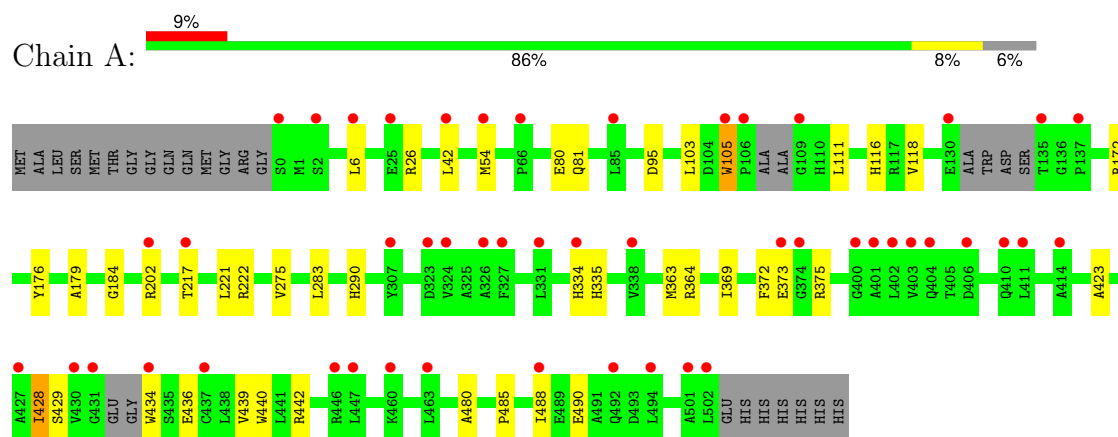 9%
Chain A:
86% 8% 6%
MET ALA LEU SER MET THR GLY GLY GLN GLN MET GLY ARG GLY S0 M1 S2 L6 E25 R26 L42 M54 P66 E80 Q81 L85 D95 L103 D104 W105 P106 ALA ALA G109 H110 L111 H116 R117 V118 E130 ALA TRP ASP SER T135 G136 P137 R172
Y176 A179 G184 R202 T217 L221 R222 V275 L283 H290 Y307 D323 V324 A325 A326 F327 L331 H334 H335 V338 M363 R364 I369 F372 E373 G374 R375 G400 A401 L402 V403 Q404 T405 D406 Q410 L411 A414 A423
A427 I428 S429 V430 G431 GLU GLY W434 S435 E436 C437 L438 V439 W440 L441 R442 R446 L447 K460 L463 A480 P485 I488 E489 E490 A491 Q492 D493 L494 A501 L502 GLU HIS HIS HIS HIS HIS HIS